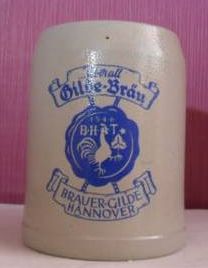 Gilde-Bräu
1546
B·H T
BRAUER-GILDE
HANNOVER